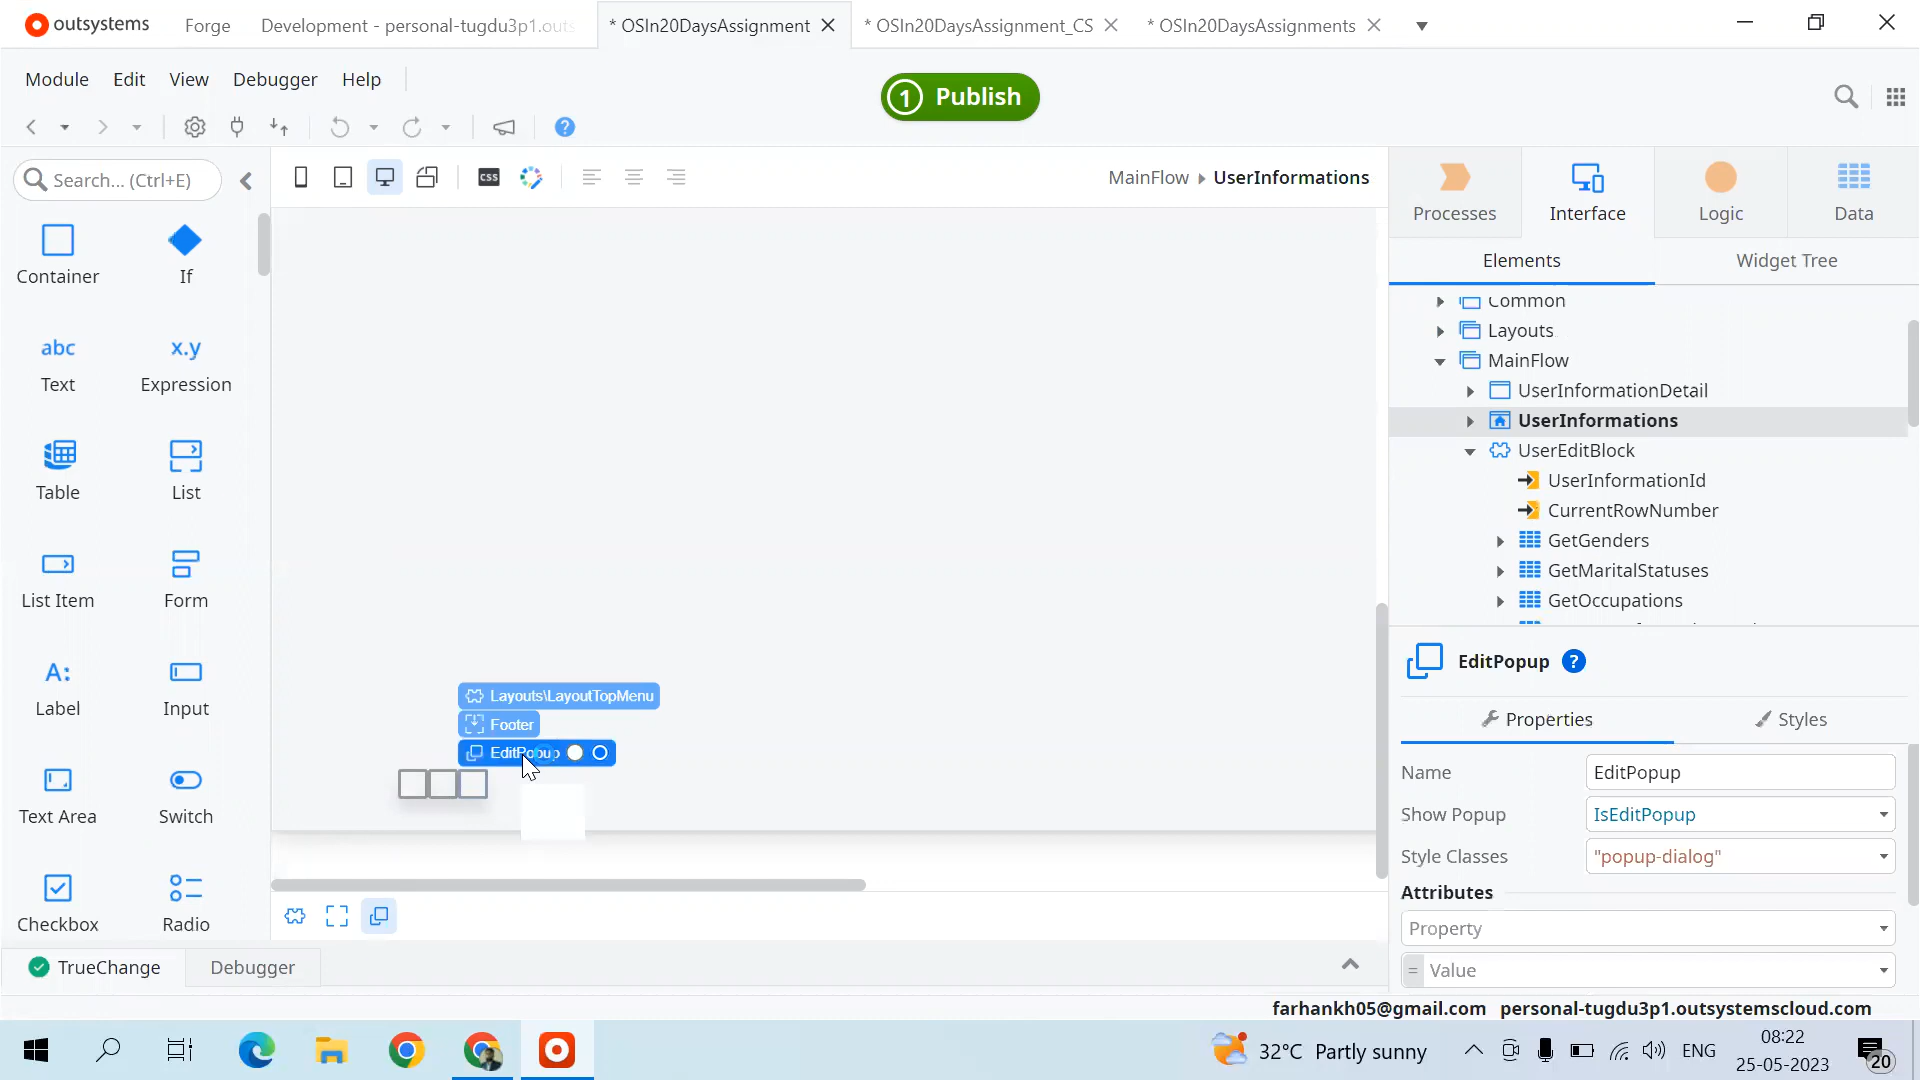 outsystems
Forge
Development - personal-tugdu3p1.outs
* OSIn20DaysAssignment
* OSIn20DaysAssignment_CS
* OSIn20DaysAssignments
Module Edit View Debugger Help
1 Publish
Search... (Ctrl+E)
CSS
MainFlow UserInformations
Processes Interface Logic Data
Elements Widget Tree
Container If
abc x.y
Text Expression
Table List
List Item Form
A:
Label Input
Text Area Switch
Checkbox Radio
Layouts\LayoutTopMenu
Footer
EditPopup
Common
Layouts
MainFlow
UserInformationDetail
UserInformations
UserEditBlock
UserInformationId
CurrentRowNumber
GetGenders
GetMaritalStatuses
GetOccupations
EditPopup ?
Properties Styles
Name EditPopup
Show Popup IsEditPopup
Style Classes "popup-dialog"
Attributes
Property
= Value
TrueChange Debugger
farhankh05@gmail.com personal-tugdu3p1.outsystemscloud.com
32°C Partly sunny
ENG
08:22
25-05-2023
20